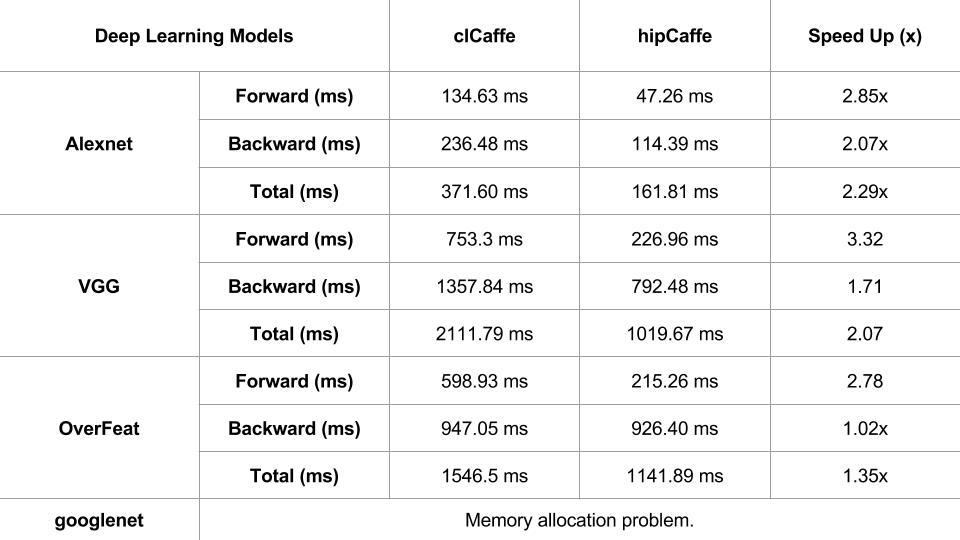 Deep Learning Models clCaffe hipCaffe Speed Up (x)
Alexnet Forward (ms) 134.63 ms 47.26 ms 2.85x
Backward (ms) 236.48 ms 114.39 ms 2.07x
Total (ms) 371.60 ms 161.81 ms 2.29x
VGG Forward (ms) 753.3 ms 226.96 ms 3.32
Backward (ms) 1357.84 ms 792.48 ms 1.71
Total (ms) 2111.79 ms 1019.67 ms 2.07
OverFeat Forward (ms) 598.93 ms 215.26 ms 2.78
Backward (ms) 947.05 ms 926.40 ms 1.02x
Total (ms) 1546.5 ms 1141.89 ms 1.35x
googlenet Memory allocation problem.